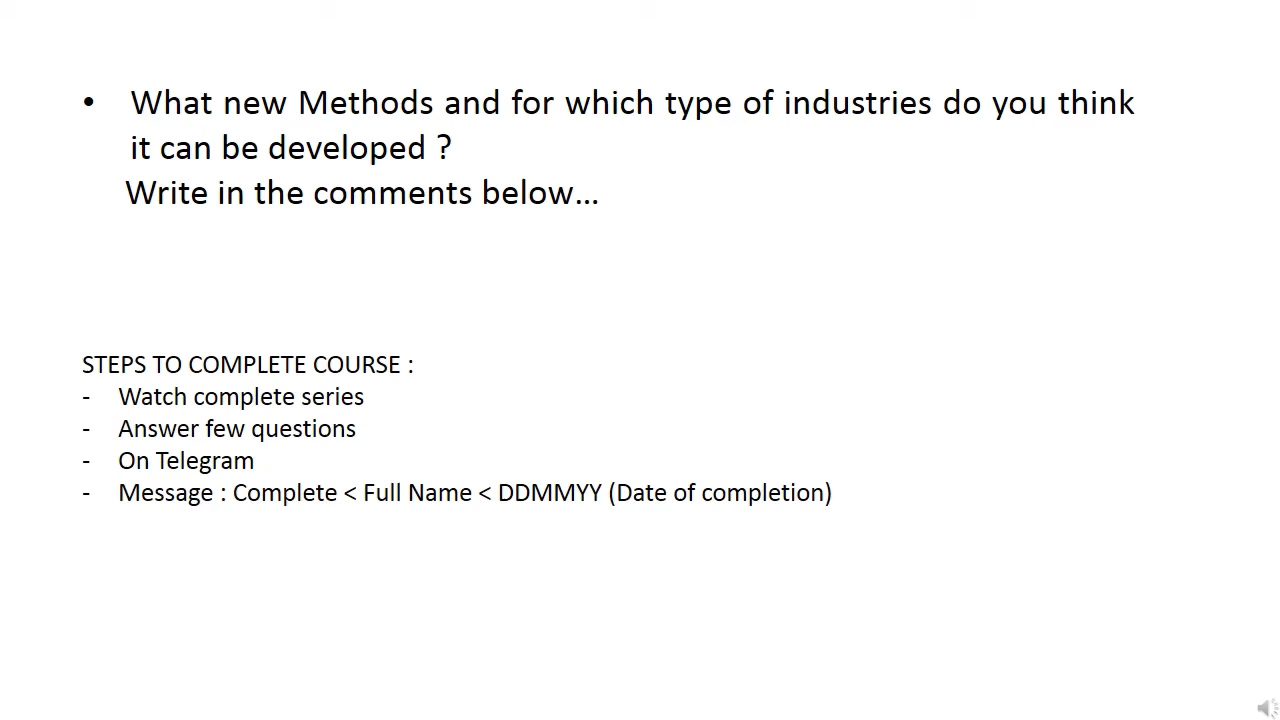 • What new Methods and for which type of industries do you think
it can be developed ?
Write in the comments below...
STEPS TO COMPLETE COURSE :
- Watch complete series
- Answer few questions
- On Telegram
- Message : Complete < Full Name < DDMMYY (Date of completion)